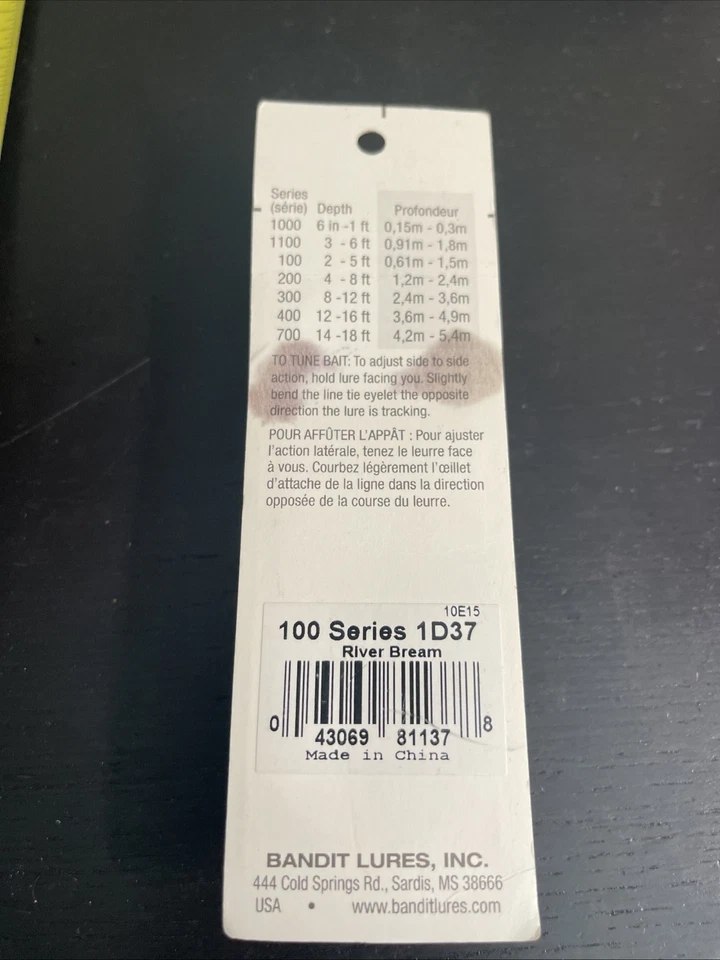 Series
(série) Depth Profondeur
1000 6 in -1 ft 0,15m - 0,3m
1100 3 - 6 ft 0,91m - 1,8m
100 2 - 5 ft 0,61m - 1,5m
200 4 - 8 ft 1,2m - 2,4m
300 8 -12 ft 2,4m - 3,6m
400 12 -16 ft 3,6m - 4,9m
700 14 -18 ft 4,2m - 5,4m
TO TUNE BAIT: To adjust side to side
action, hold lure facing you. Slightly
bend the line tie eyelet the opposite
direction the lure is tracking.
POUR AFFÛTER L'APPÂT : Pour ajuster
l'action latérale, tenez le leurre face
à vous. Courbez légèrement l'œillet
d'attache de la ligne dans la direction
opposée de la course du leurre.
10E15
100 Series 1D37
River Bream
0 43069 81137 8
Made in China
BANDIT LURES, INC.
444 Cold Springs Rd., Sardis, MS 38666
USA • www.banditlures.com